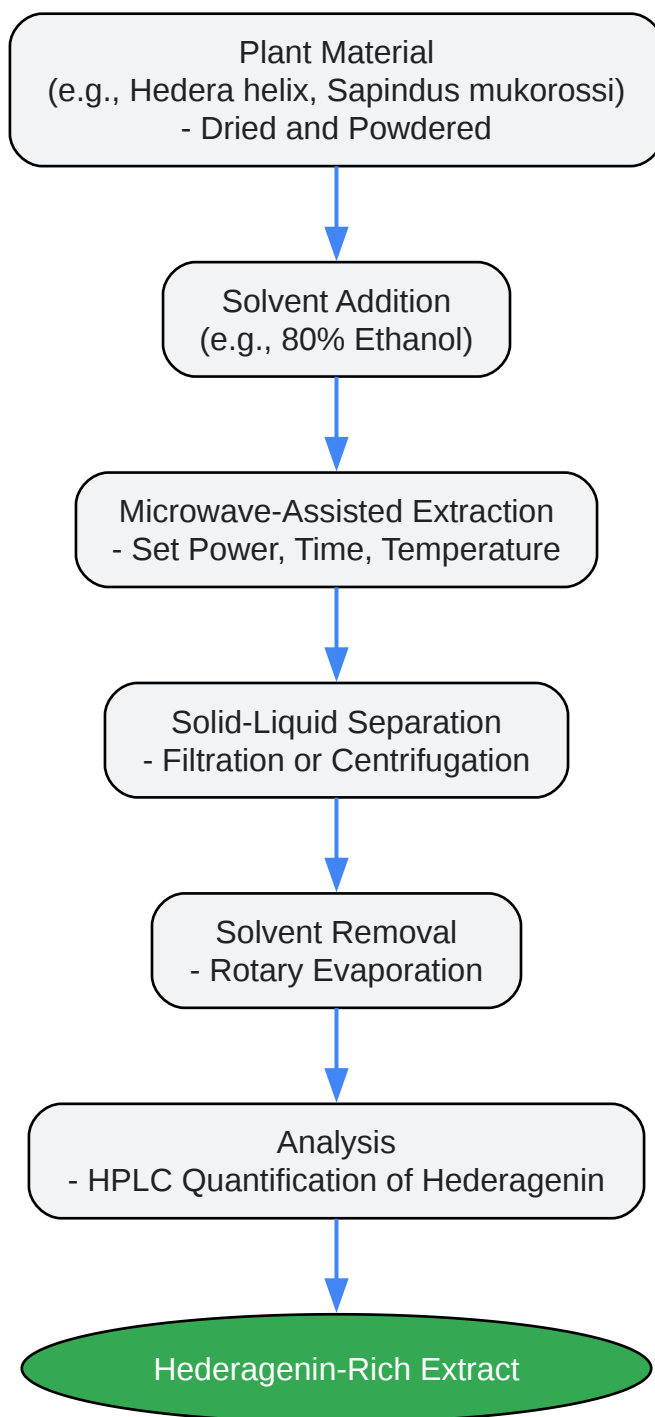 Plant Material
(e.g., Hedera helix, Sapindus mukorossi)
- Dried and Powdered
Solvent Addition
(e.g., 80% Ethanol)
Microwave-Assisted Extraction
- Set Power, Time, Temperature
Solid-Liquid Separation
- Filtration or Centrifugation
Solvent Removal
- Rotary Evaporation
Analysis
- HPLC Quantification of Hederagenin
Hederagenin-Rich Extract